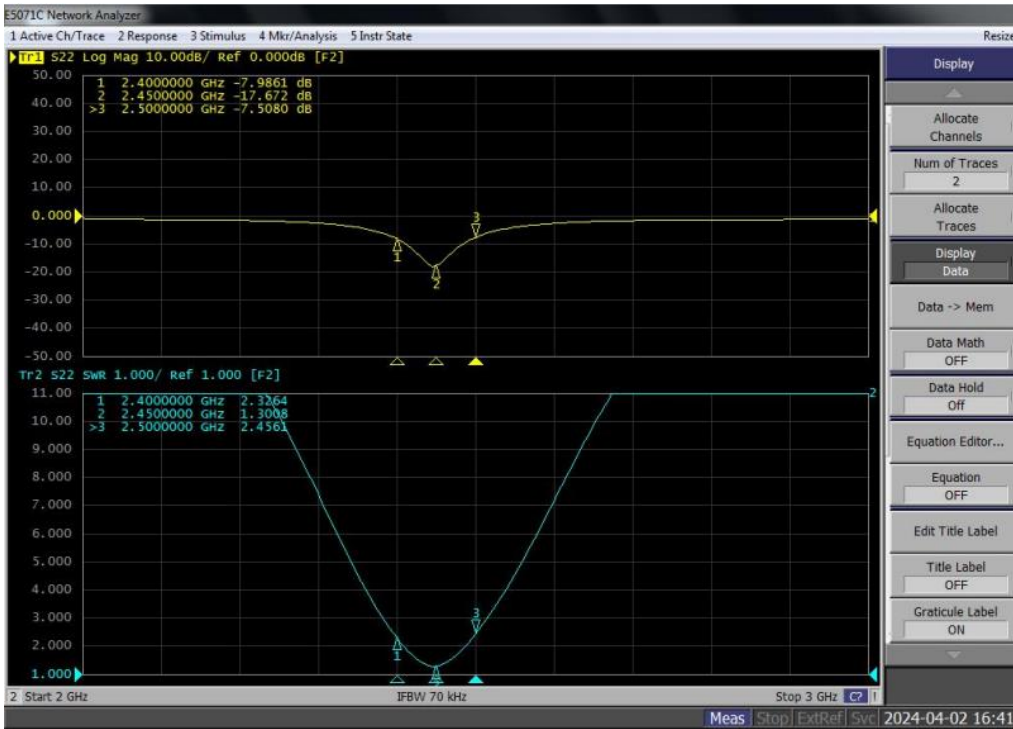 E5071C Network Analyzer
1 Active Ch/Trace 2 Response 3 Stimulus 4 Mkr/Analysis 5 Instr State
Resize
Tr1 S22 Log Mag 10.00dB/ Ref 0.000dB [F2]
50.00
1 2.4000000 GHz -7.9861 dB
2 2.4500000 GHz -17.672 dB
>3 2.5000000 GHz -7.5080 dB
40.00
30.00
20.00
10.00
0.000
-10.00
-20.00
-30.00
-40.00
-50.00
3
1
2
Tr2 S22 SWR 1.000/ Ref 1.000 [F2]
11.00
1 2.4000000 GHz 2.3264
2 2.4500000 GHz 1.3008
>3 2.5000000 GHz 2.4561
2
10.00
9.000
8.000
7.000
6.000
5.000
4.000
3.000
2.000
1.000
3
1
2 Start 2 GHz
IFBW 70 kHz
Stop 3 GHz C? !
Display
Allocate
Channels
Num of Traces
2
Allocate
Traces
Display
Data
Data -> Mem
Data Math
OFF
Data Hold
Off
Equation Editor...
Equation
OFF
Edit Title Label
Title Label
OFF
Graticule Label
ON
Meas Stop ExtRef Svc 2024-04-02 16:41